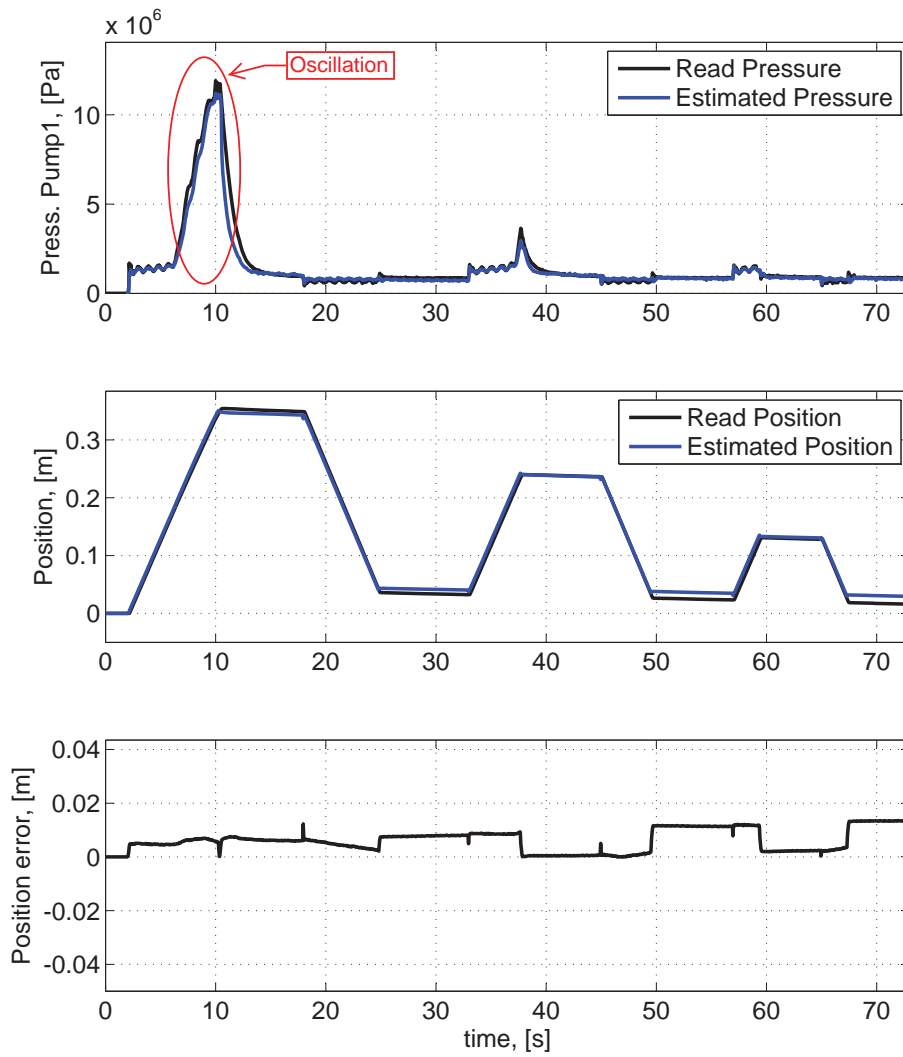 x 10^6
Oscillation
Read Pressure
Estimated Pressure
Press. Pump1, [Pa]
10
5
0
0 10 20 30 40 50 60 70
Read Position
Estimated Position
Position, [m]
0.3
0.2
0.1
0
0 10 20 30 40 50 60 70
Position error, [m]
0.04
0.02
0
-0.02
-0.04
0 10 20 30 40 50 60 70
time, [s]